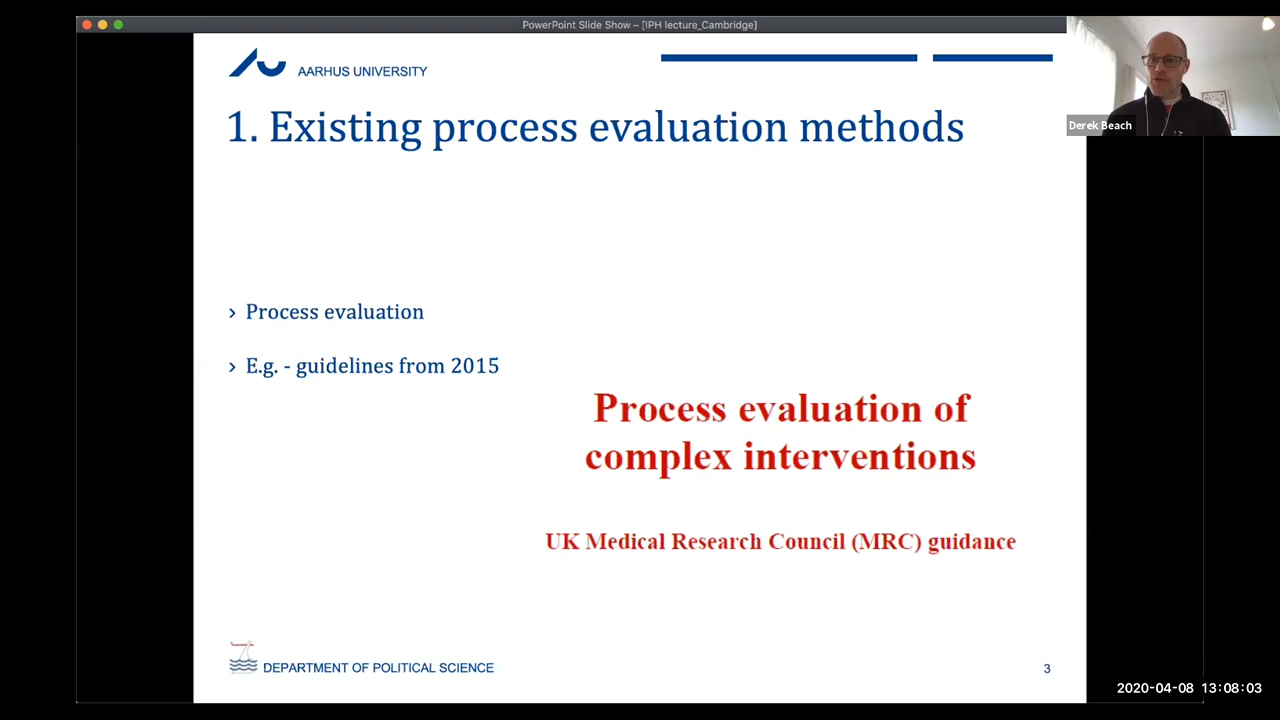 PowerPoint Slide Show – [IPH lecture_Cambridge]
AARHUS UNIVERSITY
Derek Beach
1. Existing process evaluation methods
› Process evaluation
› E.g. - guidelines from 2015
Process evaluation of
complex interventions
UK Medical Research Council (MRC) guidance
DEPARTMENT OF POLITICAL SCIENCE
3
2020-04-08 13:08:03